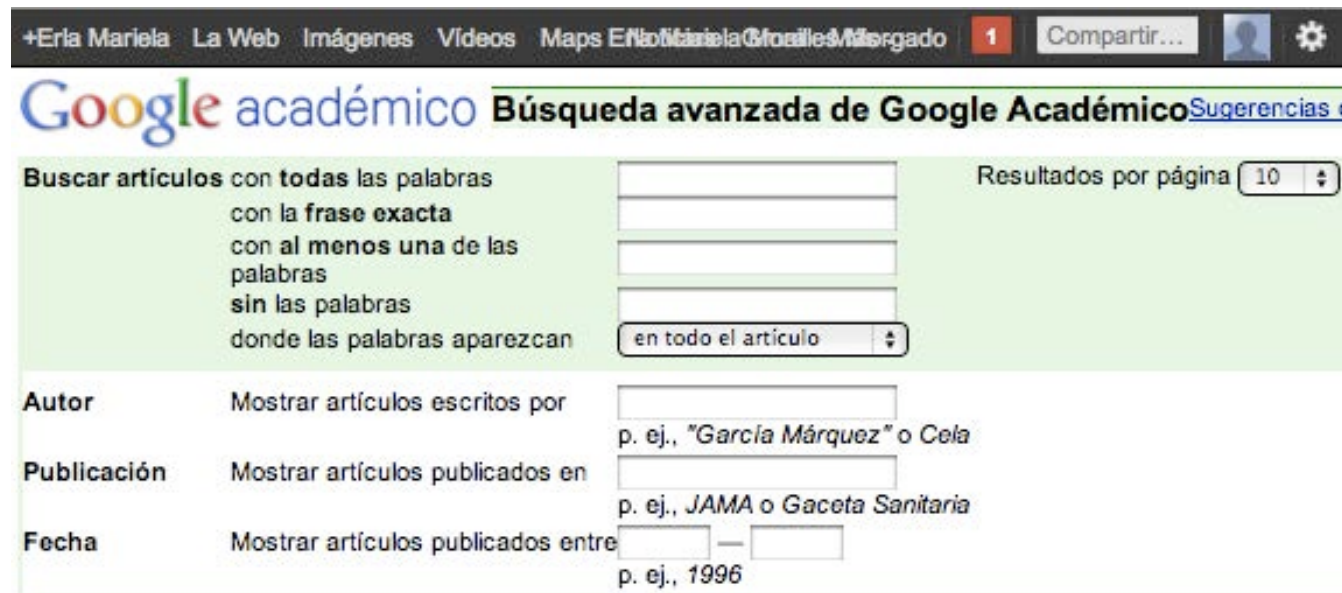 +Erla Mariela La Web Imágenes Vídeos Maps 1 Compartir...
Google académico Búsqueda avanzada de Google Académico Sugerencias
Buscar artículos con todas las palabras Resultados por página 10
con la frase exacta
con al menos una de las
palabras
sin las palabras
donde las palabras aparezcan en todo el artículo
Autor Mostrar artículos escritos por
p. ej., "García Márquez" o Cela
Publicación Mostrar artículos publicados en
p. ej., JAMA o Gaceta Sanitaria
Fecha Mostrar artículos publicados entre —
p. ej., 1996